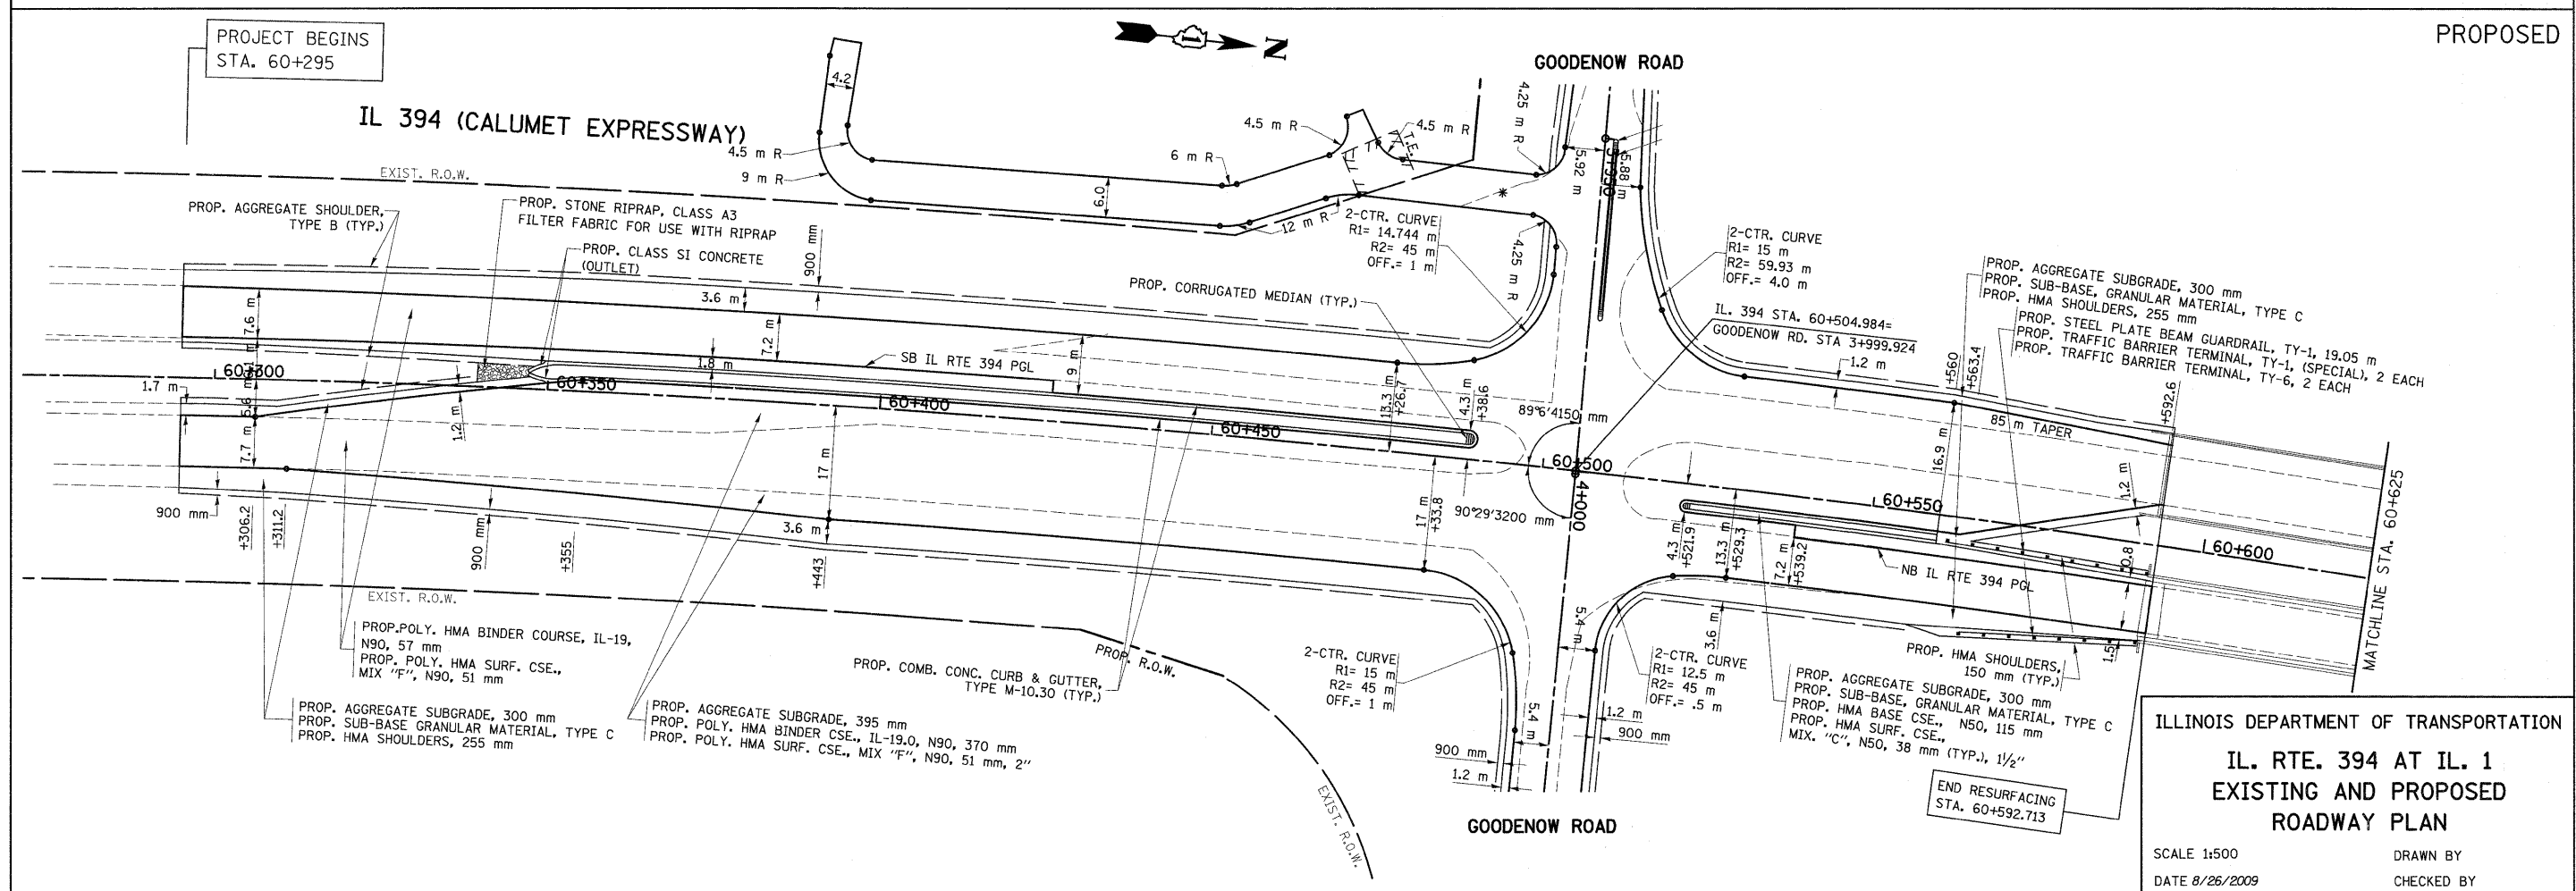 PROJECT BEGINS
STA. 60+295
N
PROPOSED
GOODENOW ROAD
IL 394 (CALUMET EXPRESSWAY)
4.2
4.5 m R
9 m R
6 m R
4.5 m R
T.E.
4.5 m R
4.25 m R
5.92 m
5.88 m
6.0
12 m R
*
EXIST. R.O.W.
PROP. AGGREGATE SHOULDER,
TYPE B (TYP.)
PROP. STONE RIPRAP, CLASS A3
FILTER FABRIC FOR USE WITH RIPRAP
PROP. CLASS SI CONCRETE
(OUTLET)
900 mm
3.6 m
7.2 m
1.8 m
9 m
SB IL RTE 394 PGL
PROP. CORRUGATED MEDIAN (TYP.)
2-CTR. CURVE
R1= 14.744 m
R2= 45 m
OFF.= 1 m
4.25 m R
2-CTR. CURVE
R1= 15 m
R2= 59.93 m
OFF.= 4.0 m
IL. 394 STA. 60+504.984=
GOODENOW RD. STA 3+999.924
1.2 m
+560
+563.4
PROP. AGGREGATE SUBGRADE, 300 mm
PROP. SUB-BASE, GRANULAR MATERIAL, TYPE C
PROP. HMA SHOULDERS, 255 mm
PROP. STEEL PLATE BEAM GUARDRAIL, TY-1, 19.05 m
PROP. TRAFFIC BARRIER TERMINAL, TY-1, (SPECIAL), 2 EACH
PROP. TRAFFIC BARRIER TERMINAL, TY-6, 2 EACH
+592.6
85 m TAPER
16.9 m
1.2 m
7.6 m
5.6 m
7.7 m
1.7 m
1.2 m
60+300
60+350
60+400
60+450
60+500
60+550
60+600
4+000
13.3 m
+26.7
4.3 m
+38.6
89°6'4150 mm
90°29'3200 mm
17 m
+33.8
17 m
3.6 m
+443
900 mm
+306.2
+311.2
900 mm
+355
4.3 m
+521.9
13.3 m
+529.3
7.2 m
+539.2
NB IL RTE 394 PGL
0.8
1.5
MATCHLINE STA. 60+625
EXIST. R.O.W.
PROP.POLY. HMA BINDER COURSE, IL-19,
N90, 57 mm
PROP. POLY. HMA SURF. CSE.,
MIX "F", N90, 51 mm
PROP. AGGREGATE SUBGRADE, 300 mm
PROP. SUB-BASE GRANULAR MATERIAL, TYPE C
PROP. HMA SHOULDERS, 255 mm
PROP. AGGREGATE SUBGRADE, 395 mm
PROP. POLY. HMA BINDER CSE., IL-19.0, N90, 370 mm
PROP. POLY. HMA SURF. CSE., MIX "F", N90, 51 mm, 2"
PROP. COMB. CONC. CURB & GUTTER,
TYPE M-10.30 (TYP.)
PROP. R.O.W.
EXIST. R.O.W.
2-CTR. CURVE
R1= 15 m
R2= 45 m
OFF.= 1 m
5.4 m
5.4 m
900 mm
1.2 m
1.2 m
900 mm
2-CTR. CURVE
R1= 12.5 m
R2= 45 m
OFF.= .5 m
3.6 m
PROP. HMA SHOULDERS,
150 mm (TYP.)
PROP. AGGREGATE SUBGRADE, 300 mm
PROP. SUB-BASE, GRANULAR MATERIAL, TYPE C
PROP. HMA BASE CSE., N50, 115 mm
PROP. HMA SURF. CSE.,
MIX. "C", N50, 38 mm (TYP.), 1½"
END RESURFACING
STA. 60+592.713
GOODENOW ROAD
ILLINOIS DEPARTMENT OF TRANSPORTATION
IL. RTE. 394 AT IL. 1
EXISTING AND PROPOSED
ROADWAY PLAN
SCALE 1:500
DRAWN BY
DATE 8/26/2009
CHECKED BY